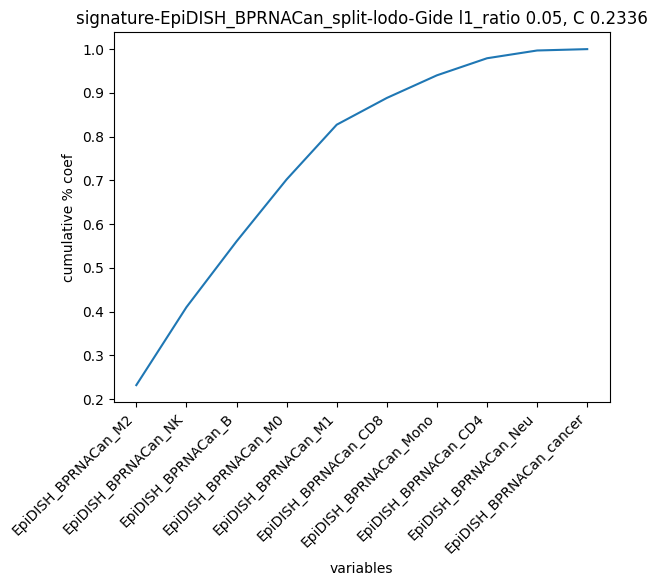 signature-EpiDISH_BPRNACan_split-lodo-Gide l1_ratio 0.05, C 0.2336
1.0
0.9
0.8
0.7
0.6
0.5
0.4
0.3
0.2
cumulative % coef
EpiDISH_BPRNACan_M2
EpiDISH_BPRNACan_NK
EpiDISH_BPRNACan_B
EpiDISH_BPRNACan_M0
EpiDISH_BPRNACan_M1
EpiDISH_BPRNACan_CD8
EpiDISH_BPRNACan_Mono
EpiDISH_BPRNACan_CD4
EpiDISH_BPRNACan_Neu
EpiDISH_BPRNACan_cancer
variables